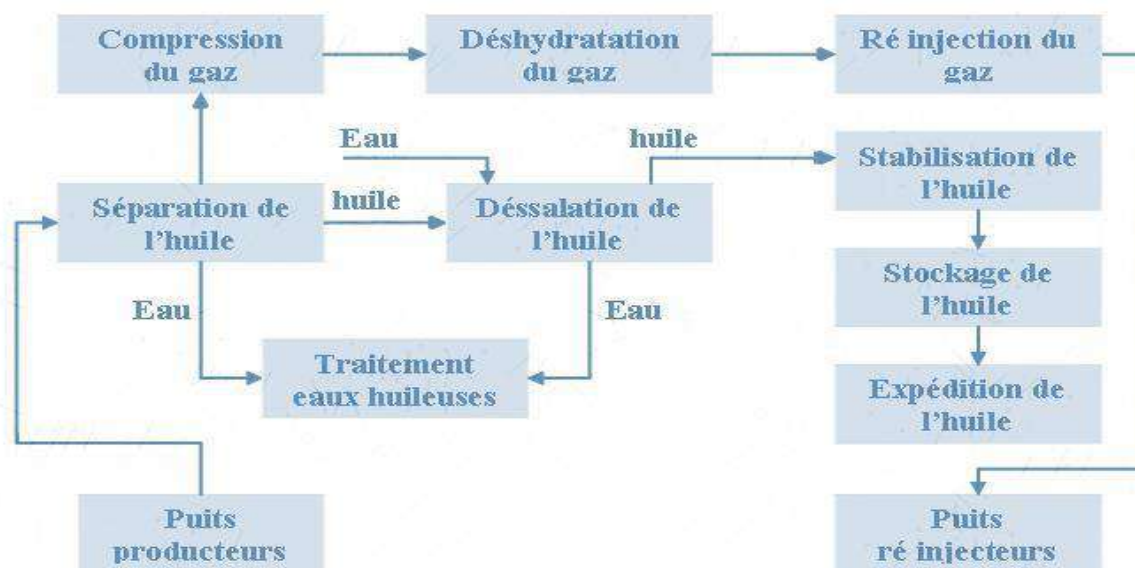 Compression
du gaz
Déshydratation
du gaz
Ré injection du
gaz
Eau
huile
Stabilisation de
l'huile
Séparation de
l'huile
huile
Déssalation de
l'huile
Stockage de
l'huile
Eau
Eau
Traitement
eaux huileuses
Expédition de
l'huile
Puits
producteurs
Puits
ré injecteurs